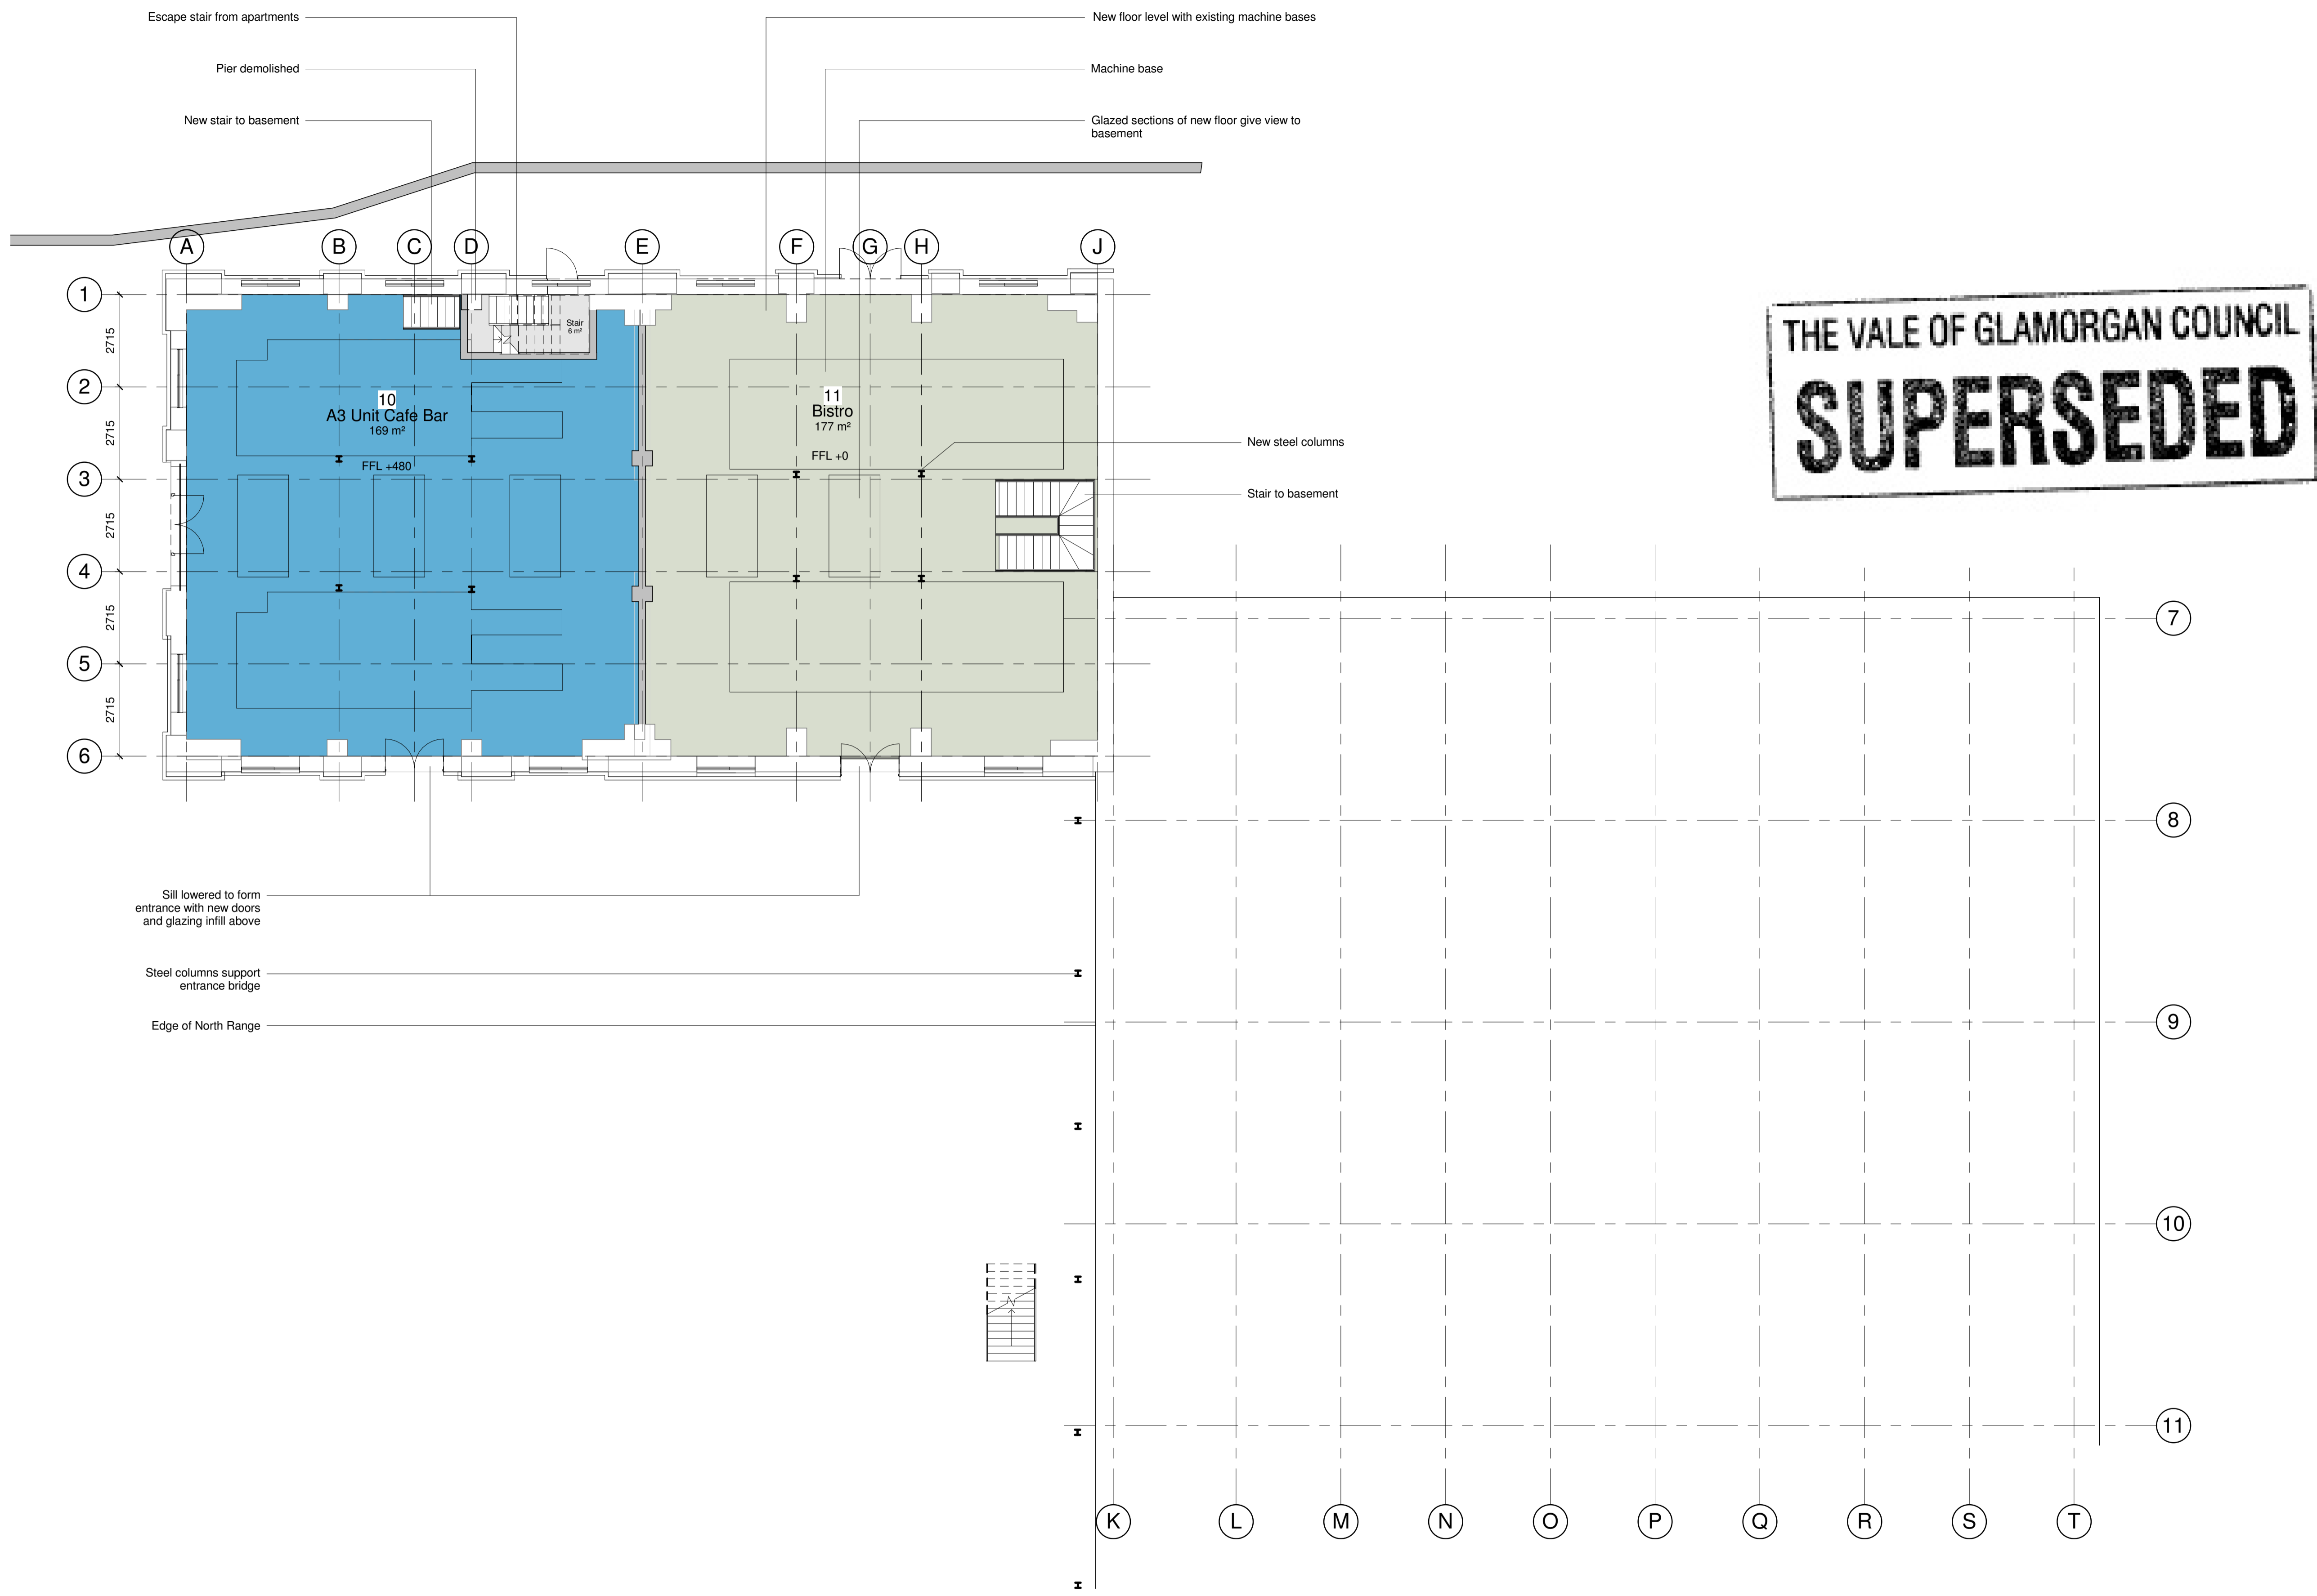 Escape stair from apartments
New floor level with existing machine bases
Pier demolished
Machine base
New stair to basement
Glazed sections of new floor give view to
basement
A
B
C
D
E
F
G
H
J
1
2
3
4
5
6
2715
2715
2715
2715
2715
Stair
6 m²
10
A3 Unit Cafe Bar
169 m²
FFL +480
11
Bistro
177 m²
FFL +0
New steel columns
Stair to basement
THE VALE OF GLAMORGAN COUNCIL
SUPERSEDED
7
8
9
10
11
Sill lowered to form
entrance with new doors
and glazing infill above
Steel columns support
entrance bridge
Edge of North Range
K
L
M
N
O
P
Q
R
S
T